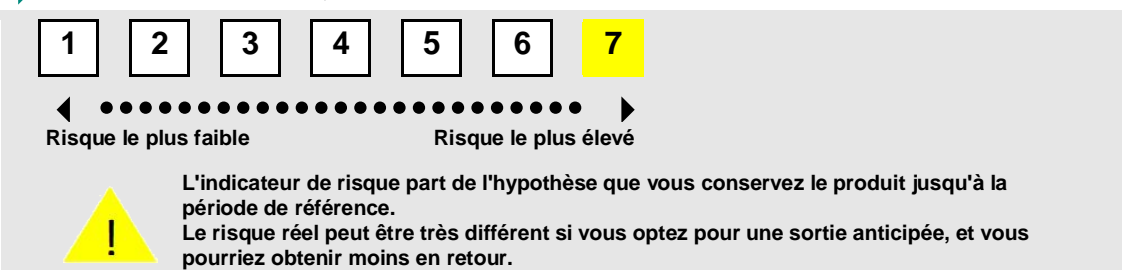 1 2 3 4 5 6 7
Risque le plus faible Risque le plus élevé
L'indicateur de risque part de l'hypothèse que vous conservez le produit jusqu'à la
période de référence.
! Le risque réel peut être très différent si vous optez pour une sortie anticipée, et vous
pourriez obtenir moins en retour.